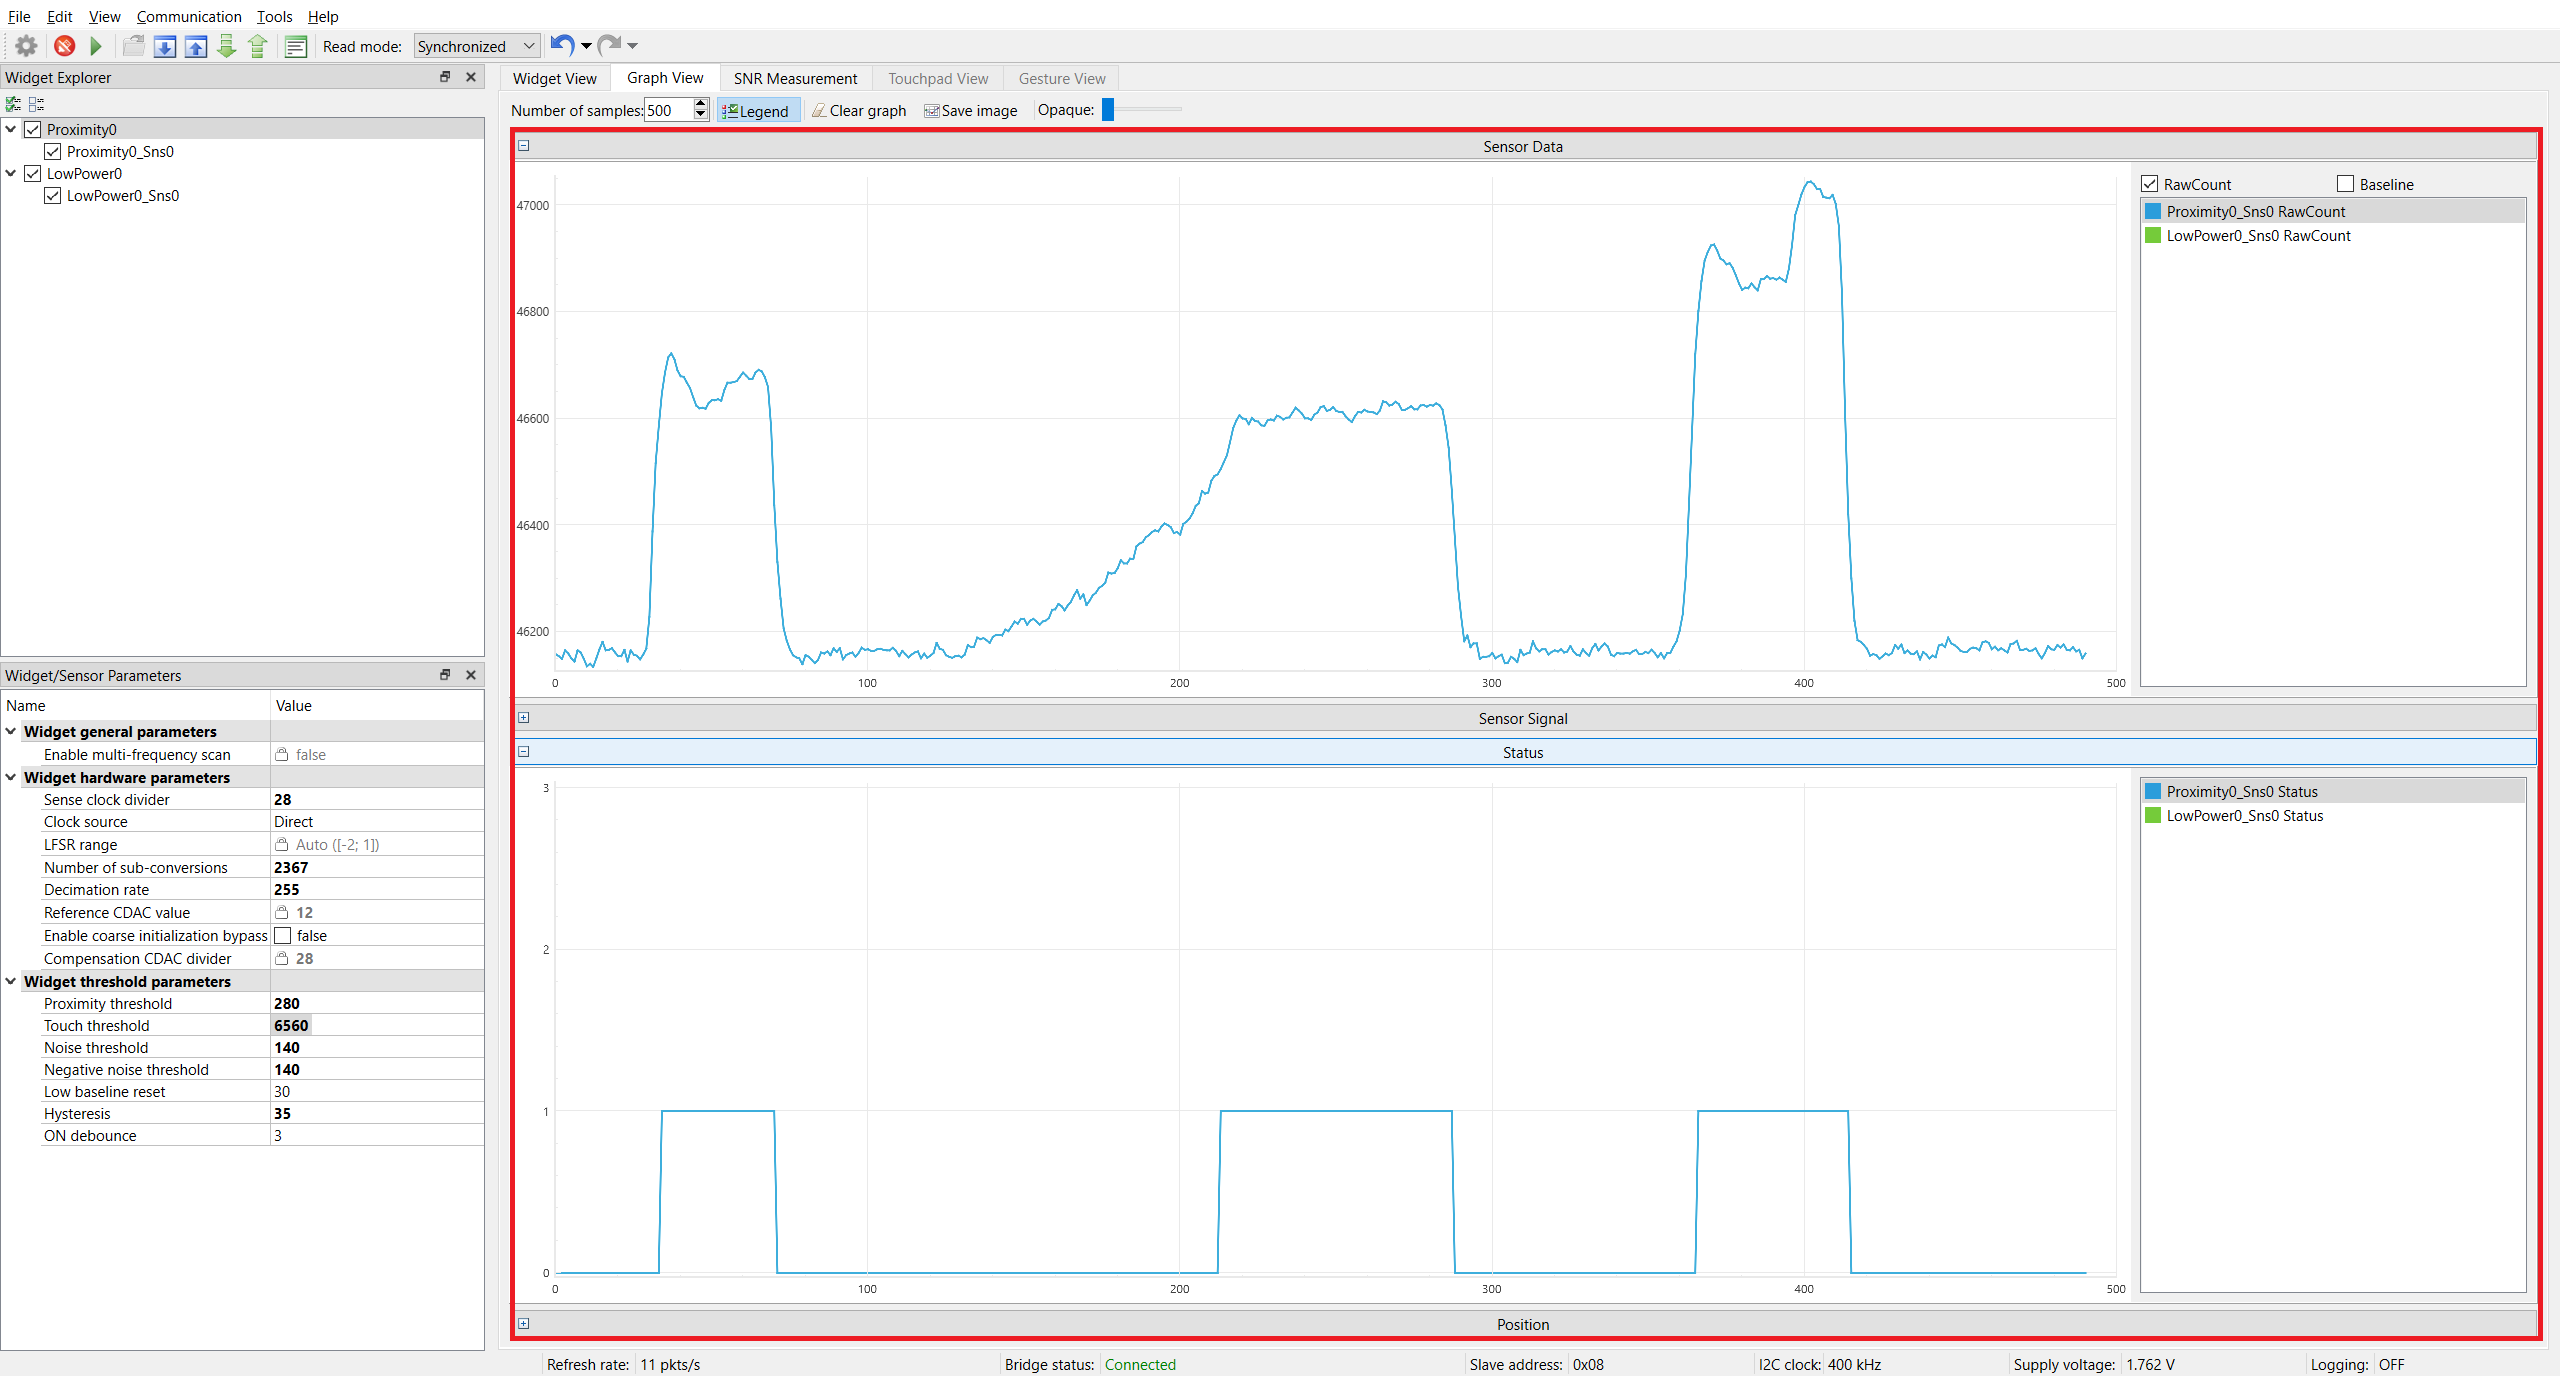 File Edit View Communication Tools Help
Read mode: Synchronized
Widget Explorer
Proximity0
Proximity0_Sns0
LowPower0
LowPower0_Sns0
Widget/Sensor Parameters
Name Value
Widget general parameters
Enable multi-frequency scan false
Widget hardware parameters
Sense clock divider 28
Clock source Direct
LFSR range Auto ([-2; 1])
Number of sub-conversions 2367
Decimation rate 255
Reference CDAC value 12
Enable coarse initialization bypass false
Compensation CDAC divider 28
Widget threshold parameters
Proximity threshold 280
Touch threshold 6560
Noise threshold 140
Negative noise threshold 140
Low baseline reset 30
Hysteresis 35
ON debounce 3
Widget View Graph View SNR Measurement Touchpad View Gesture View
Number of samples: 500 Legend Clear graph Save image Opaque:
Sensor Data
47000
46800
46600
46400
46200
0 100 200 300 400 500
RawCount Baseline
Proximity0_Sns0 RawCount
LowPower0_Sns0 RawCount
Sensor Signal
Status
3
2
1
0
0 100 200 300 400 500
Proximity0_Sns0 Status
LowPower0_Sns0 Status
Position
Refresh rate: 11 pkts/s Bridge status: Connected Slave address: 0x08 I2C clock: 400 kHz Supply voltage: 1.762 V Logging: OFF